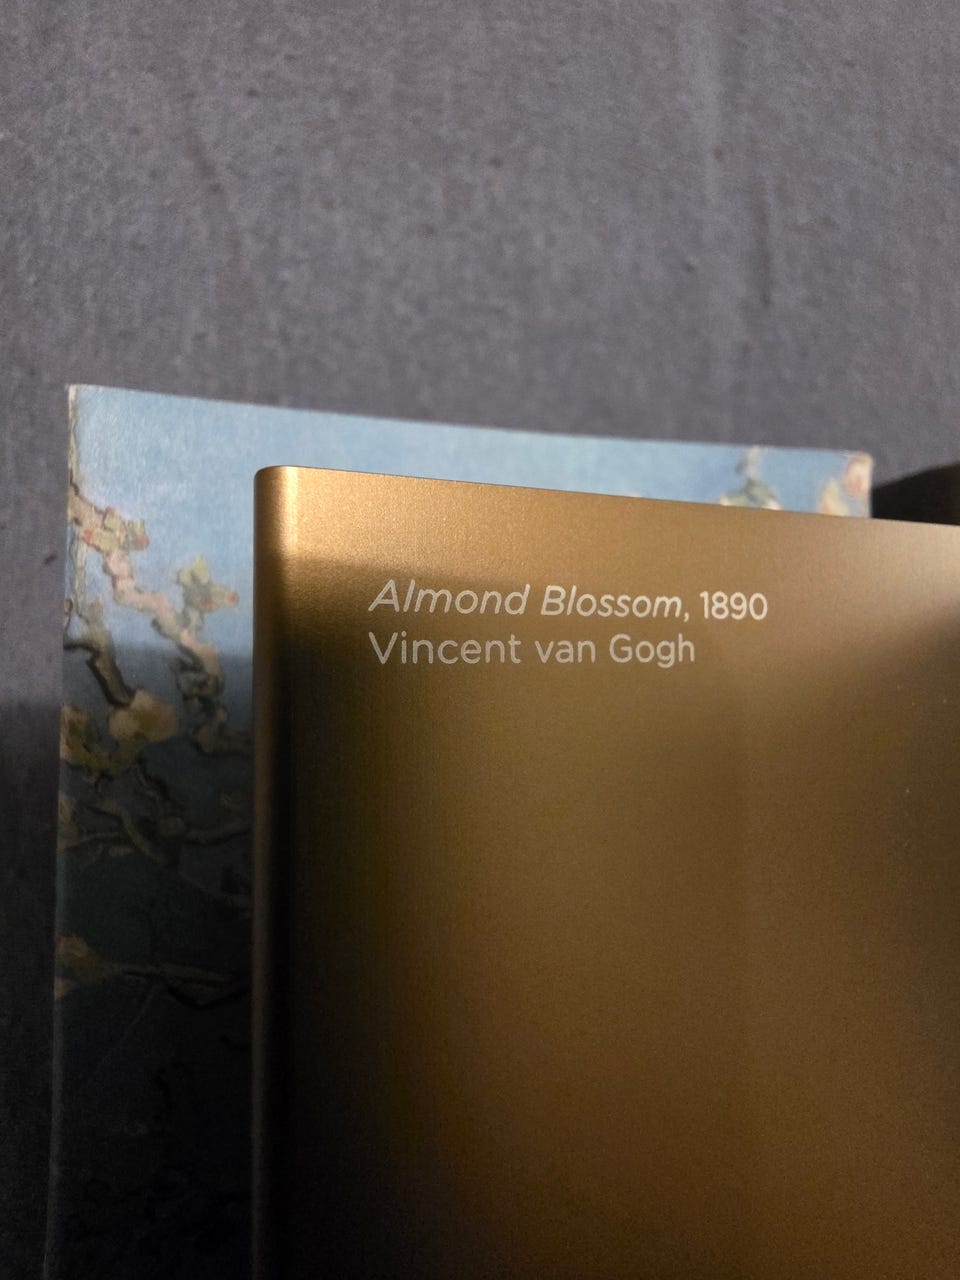 Almond Blossom, 1890
Vincent van Gogh